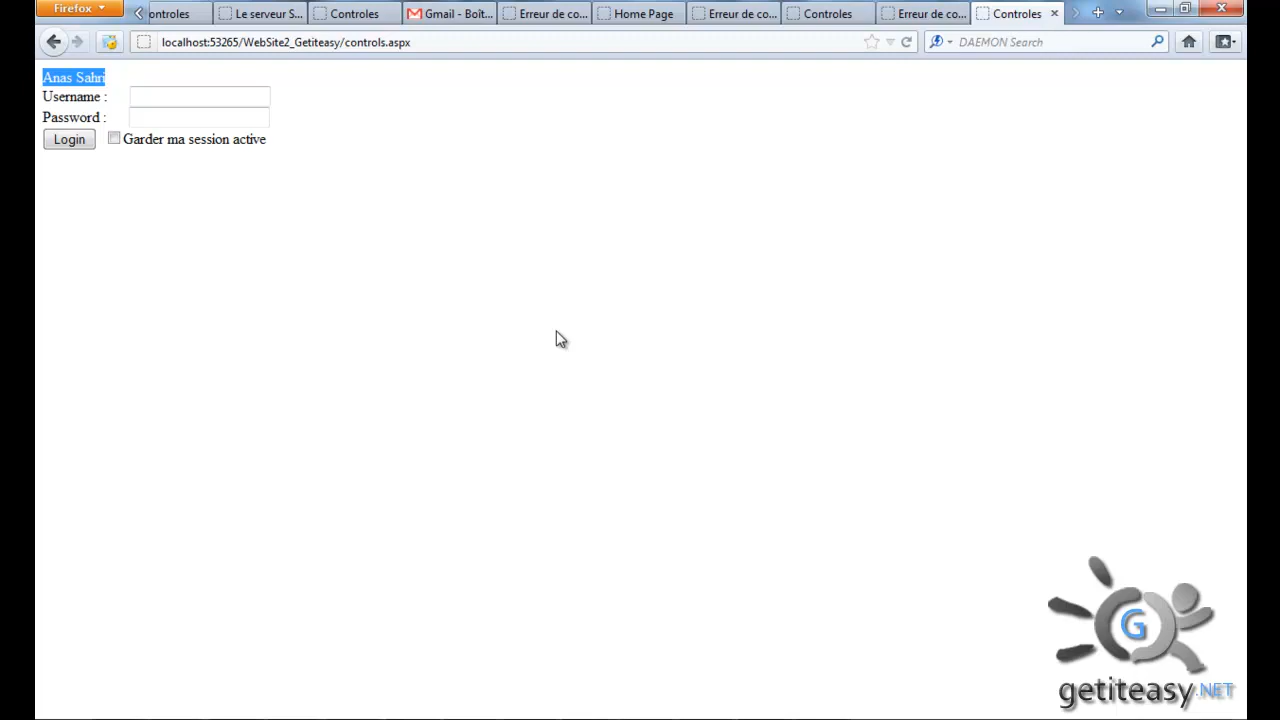 Firefox
ontroles
Le serveur S...
Controles
Gmail - Boît...
Erreur de co...
Home Page
Erreur de co...
Controles
Erreur de co...
Controles
localhost:53265/WebSite2_Getiteasy/controls.aspx
DAEMON Search
Anas Sahri
Username :
Password :
Login
Garder ma session active
G
getiteasy.NET